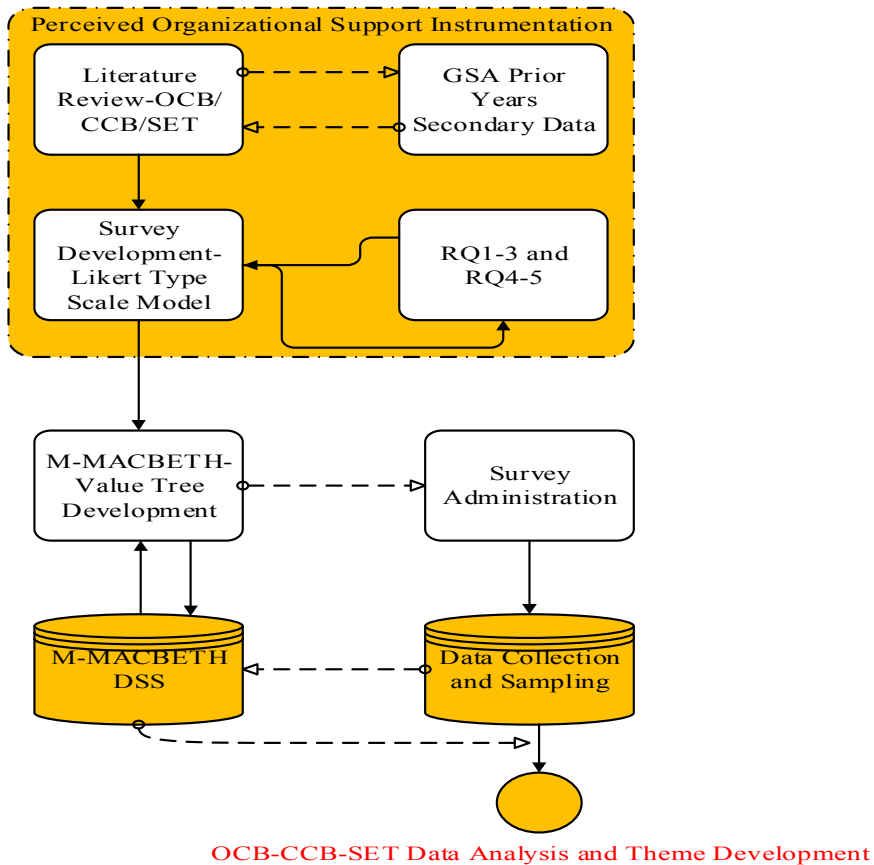 Perceived Organizational Support Instrumentation
Literature
Review-OCB/
CCB/SET
GSA Prior
Years
Secondary Data
Survey
Development-
Likert Type
Scale Model
RQ1-3 and
RQ4-5
M-MACBETH-
Value Tree
Development
Survey
Administration
M-MACBETH
DSS
Data Collection
and Sampling
OCB-CCB-SET Data Analysis and Theme Development